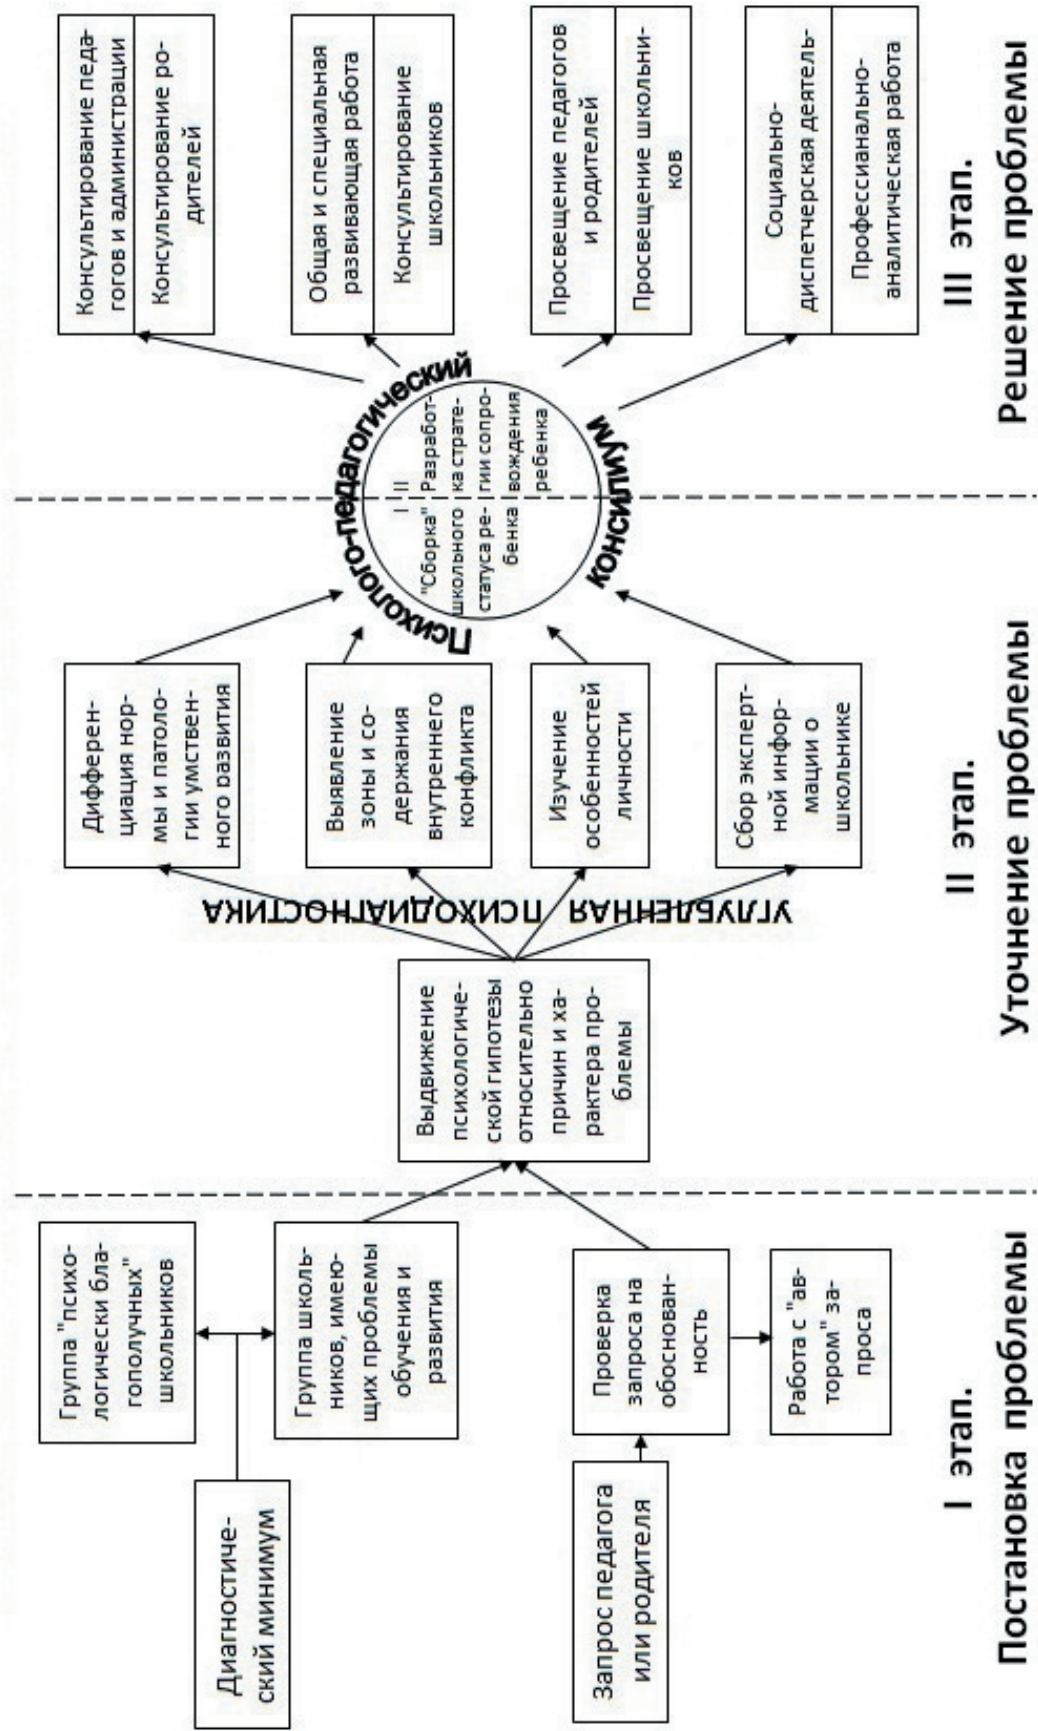 Диагностиче-
ский минимум
Группа "психо-
логически бла-
гополучных"
школьников
Группа школь-
ников, имею-
щих проблемы
обучения и
развития
Запрос педагога
или родителя
Проверка
запроса на
обоснован-
ность
Работа с "ав-
тором" за-
проса
I этап.
Постановка проблемы
Выдвижение
психологиче-
ской гипотезы
относительно
причин и ха-
рактера про-
блемы
УГЛУБЛЕННАЯ ПСИХОДИАГНОСТИКА
Дифферен-
циация нор-
мы и патоло-
гии умствен-
ного развития
Выявление
зоны и со-
держания
внутреннего
конфликта
Изучение
особенностей
личности
Сбор эксперт-
ной инфор-
мации о
школьнике
II этап.
Уточнение проблемы
Психолого-педагогический
консилиум
I
"Сборка"
школьного
статуса ре-
бенка
II
Разработ-
ка страте-
гии сопро-
вождения
ребенка
Консультирование педа-
гогов и администрации
Консультирование ро-
дителей
Общая и специальная
развивающая работа
Консультирование
школьников
Просвещение педагогов
и родителей
Просвещение школьни-
ков
Социально-
диспетчерская деятель-
Профессианально-
аналитическая работа
III этап.
Решение проблемы